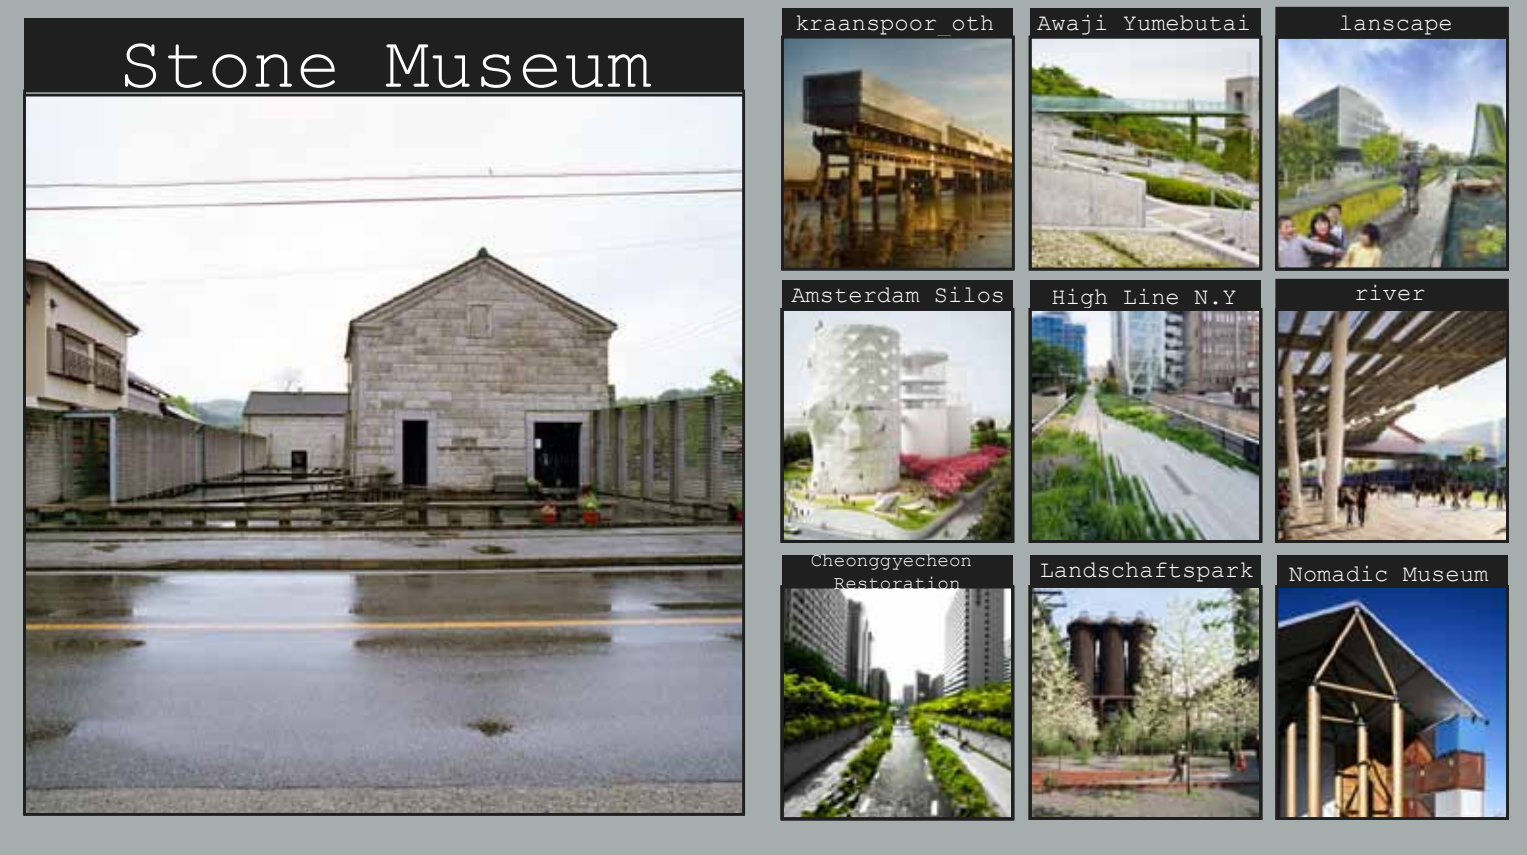 Stone Museum
kraanspoor_oth
Awaji Yumebutai
lanscape
Amsterdam Silos
High Line N.Y
river
Cheonggyecheon
Restoration
Landschaftspark
Nomadic Museum